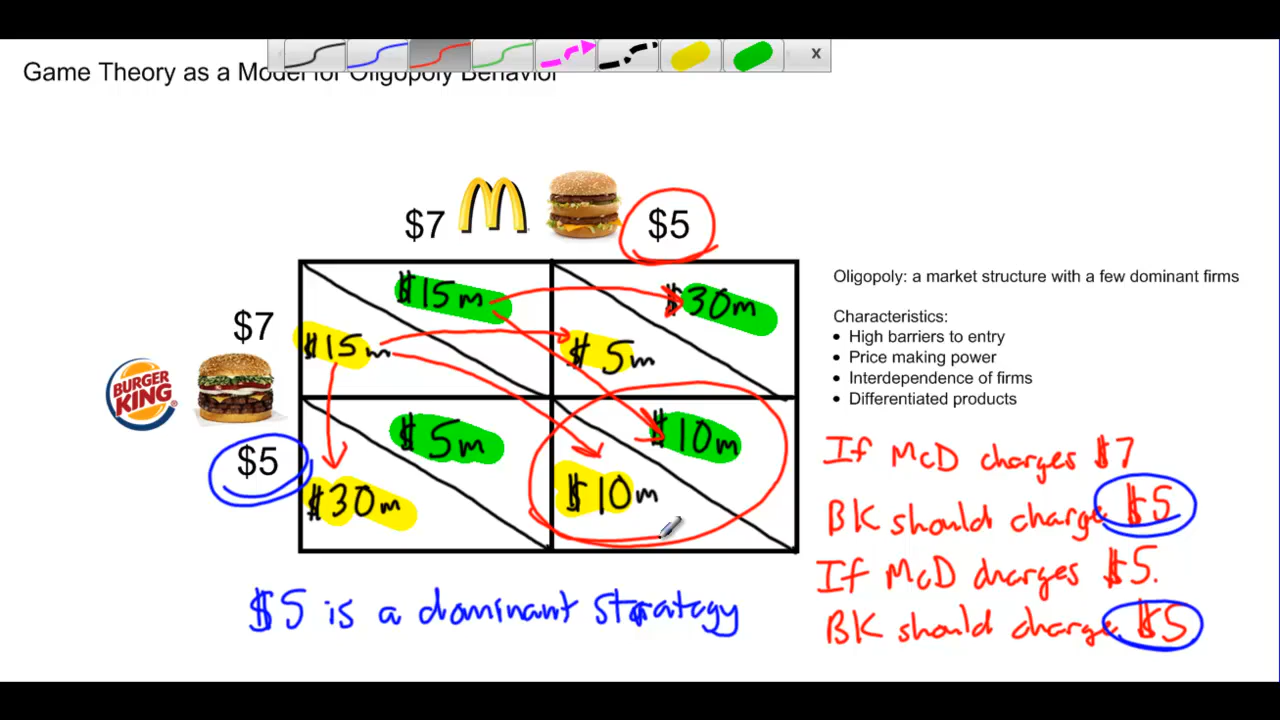 x
Game Theory as a Model for Oligopoly Behavior
$7 $5
$15m $30m
$7 $15m $5m
BURGER KING
$5m $10m
$5 $30m $10m
$5 is a dominant strategy
Oligopoly: a market structure with a few dominant firms
Characteristics:
• High barriers to entry
• Price making power
• Interdependence of firms
• Differentiated products
If McD charges $7
BK should charge $5
If McD charges $5.
BK should charge $5